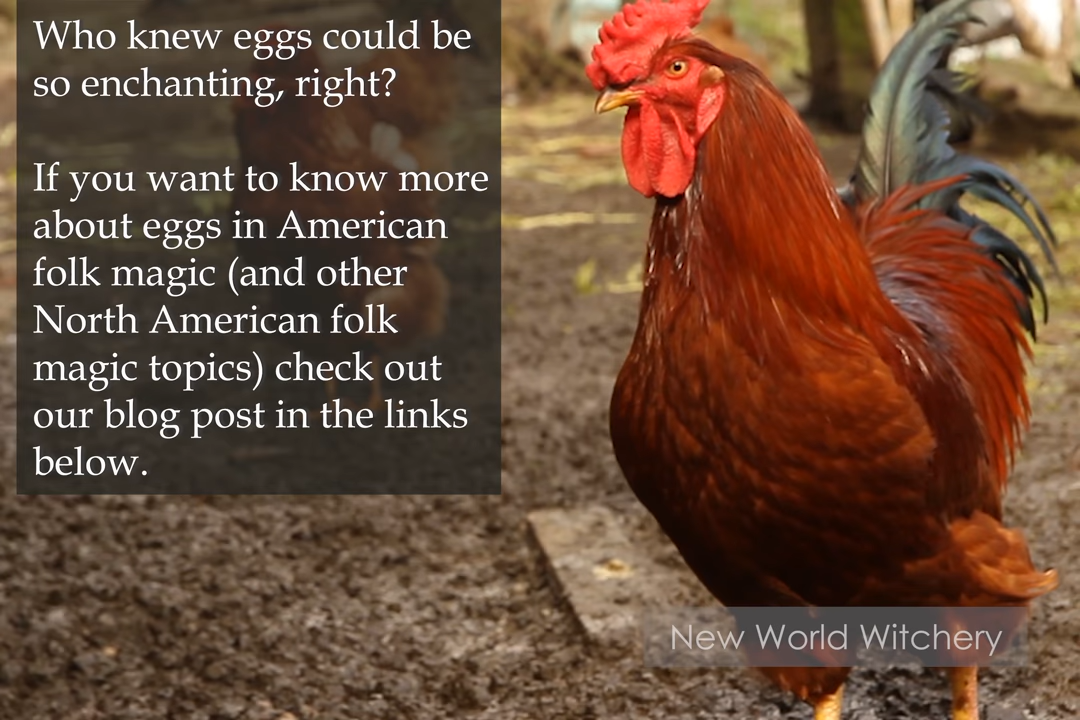 Who knew eggs could be
so enchanting, right?
If you want to know more
about eggs in American
folk magic (and other
North American folk
magic topics) check out
our blog post in the links
below.
New World Witchery